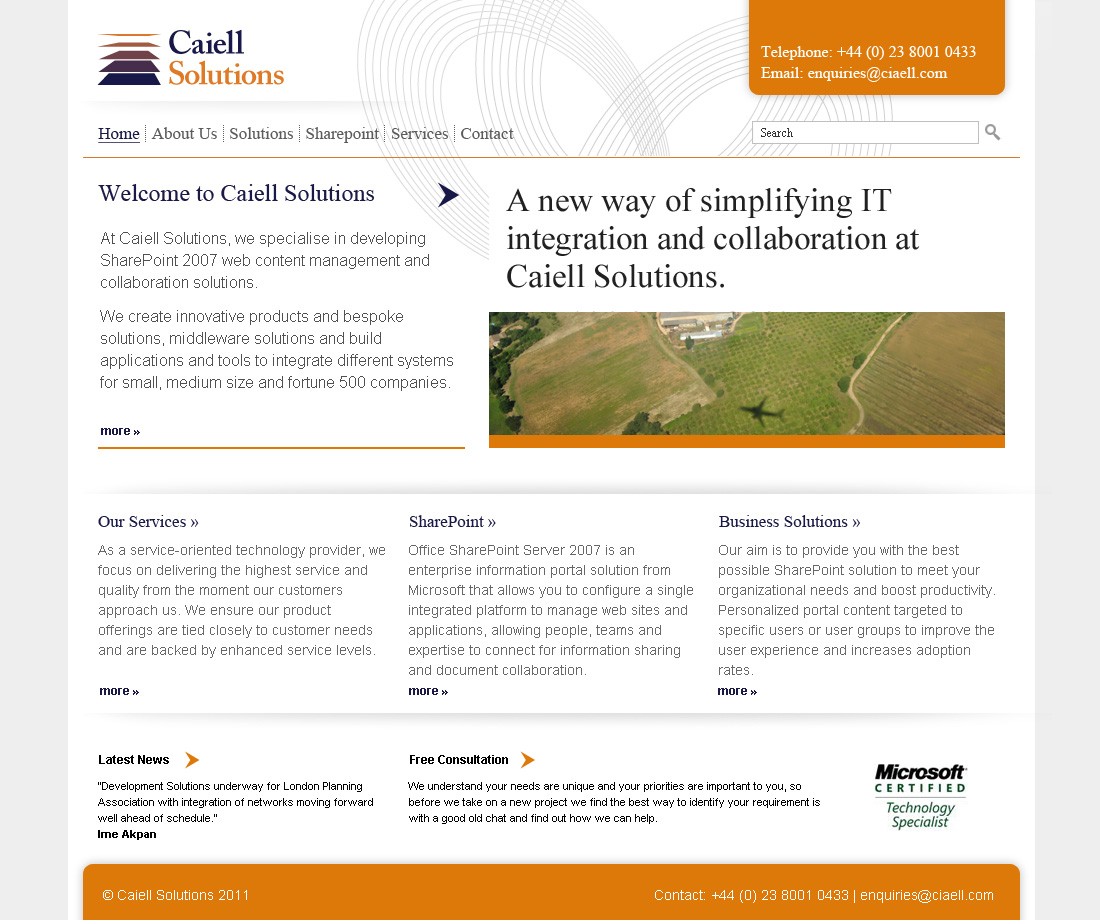 Caiell
Solutions
Telephone: +44 (0) 23 8001 0433
Email: enquiries@ciaell.com
Home About Us Solutions Sharepoint Services Contact
Search
Welcome to Caiell Solutions
At Caiell Solutions, we specialise in developing
SharePoint 2007 web content management and
collaboration solutions.
We create innovative products and bespoke
solutions, middleware solutions and build
applications and tools to integrate different systems
for small, medium size and fortune 500 companies.
more »
A new way of simplifying IT
integration and collaboration at
Caiell Solutions.
Our Services »
As a service-oriented technology provider, we
focus on delivering the highest service and
quality from the moment our customers
approach us. We ensure our product
offerings are tied closely to customer needs
and are backed by enhanced service levels.
more »
SharePoint »
Office SharePoint Server 2007 is an
enterprise information portal solution from
Microsoft that allows you to configure a single
integrated platform to manage web sites and
applications, allowing people, teams and
expertise to connect for information sharing
and document collaboration.
more »
Business Solutions »
Our aim is to provide you with the best
possible SharePoint solution to meet your
organizational needs and boost productivity.
Personalized portal content targeted to
specific users or user groups to improve the
user experience and increases adoption
rates.
more »
Latest News
"Development Solutions underway for London Planning
Association with integration of networks moving forward
well ahead of schedule."
Ime Akpan
Free Consultation
We understand your needs are unique and your priorities are important to you, so
before we take on a new project we find the best way to identify your requirement is
with a good old chat and find out how we can help.
Microsoft
CERTIFIED
Technology
Specialist
© Caiell Solutions 2011
Contact: +44 (0) 23 8001 0433 | enquiries@ciaell.com